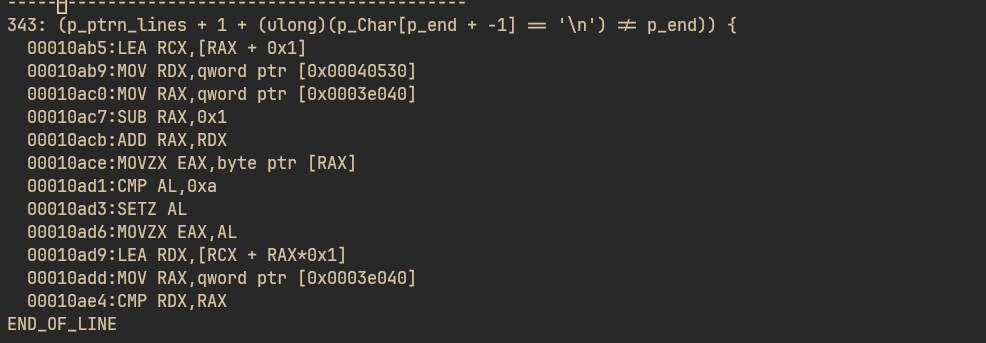 ----------------------------------------------
343: (p_ptrn_lines + 1 + (ulong)(p_Char[p_end + -1] == '\n') != p_end)) {
  00010ab5:LEA RCX,[RAX + 0x1]
  00010ab9:MOV RDX,qword ptr [0x00040530]
  00010ac0:MOV RAX,qword ptr [0x0003e040]
  00010ac7:SUB RAX,0x1
  00010acb:ADD RAX,RDX
  00010ace:MOVZX EAX,byte ptr [RAX]
  00010ad1:CMP AL,0xa
  00010ad3:SETZ AL
  00010ad6:MOVZX EAX,AL
  00010ad9:LEA RDX,[RCX + RAX*0x1]
  00010add:MOV RAX,qword ptr [0x0003e040]
  00010ae4:CMP RDX,RAX
END_OF_LINE